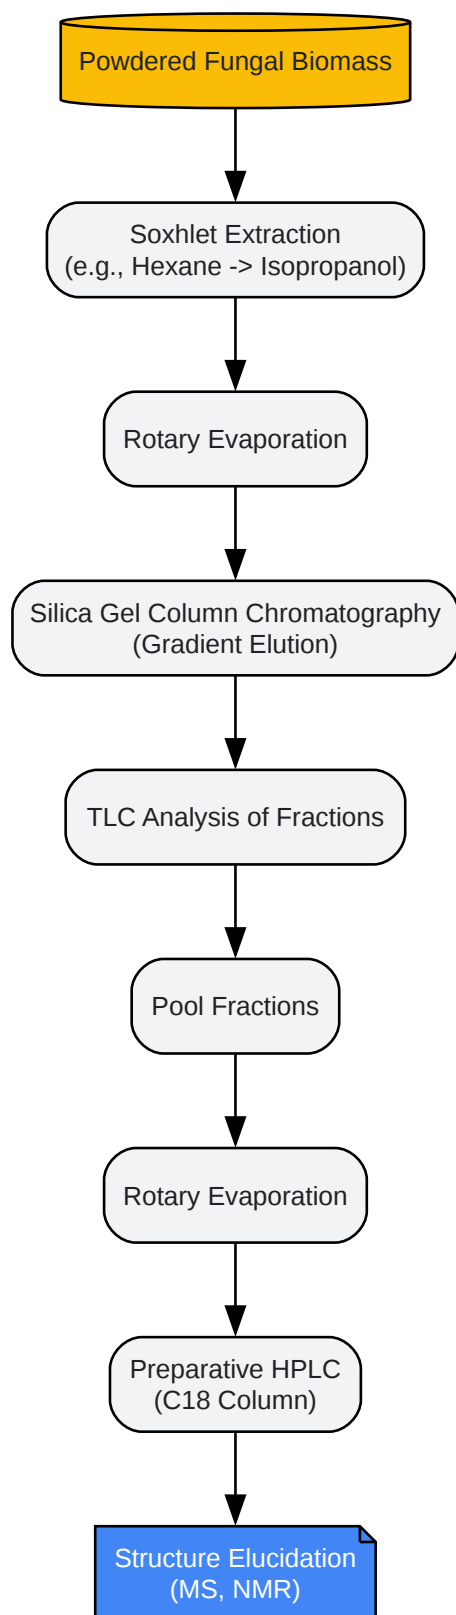 Powdered Fungal Biomass
Soxhlet Extraction
(e.g., Hexane -> Isopropanol)
Rotary Evaporation
Silica Gel Column Chromatography
(Gradient Elution)
TLC Analysis of Fractions
Pool Fractions
Rotary Evaporation
Preparative HPLC
(C18 Column)
Structure Elucidation
(MS, NMR)